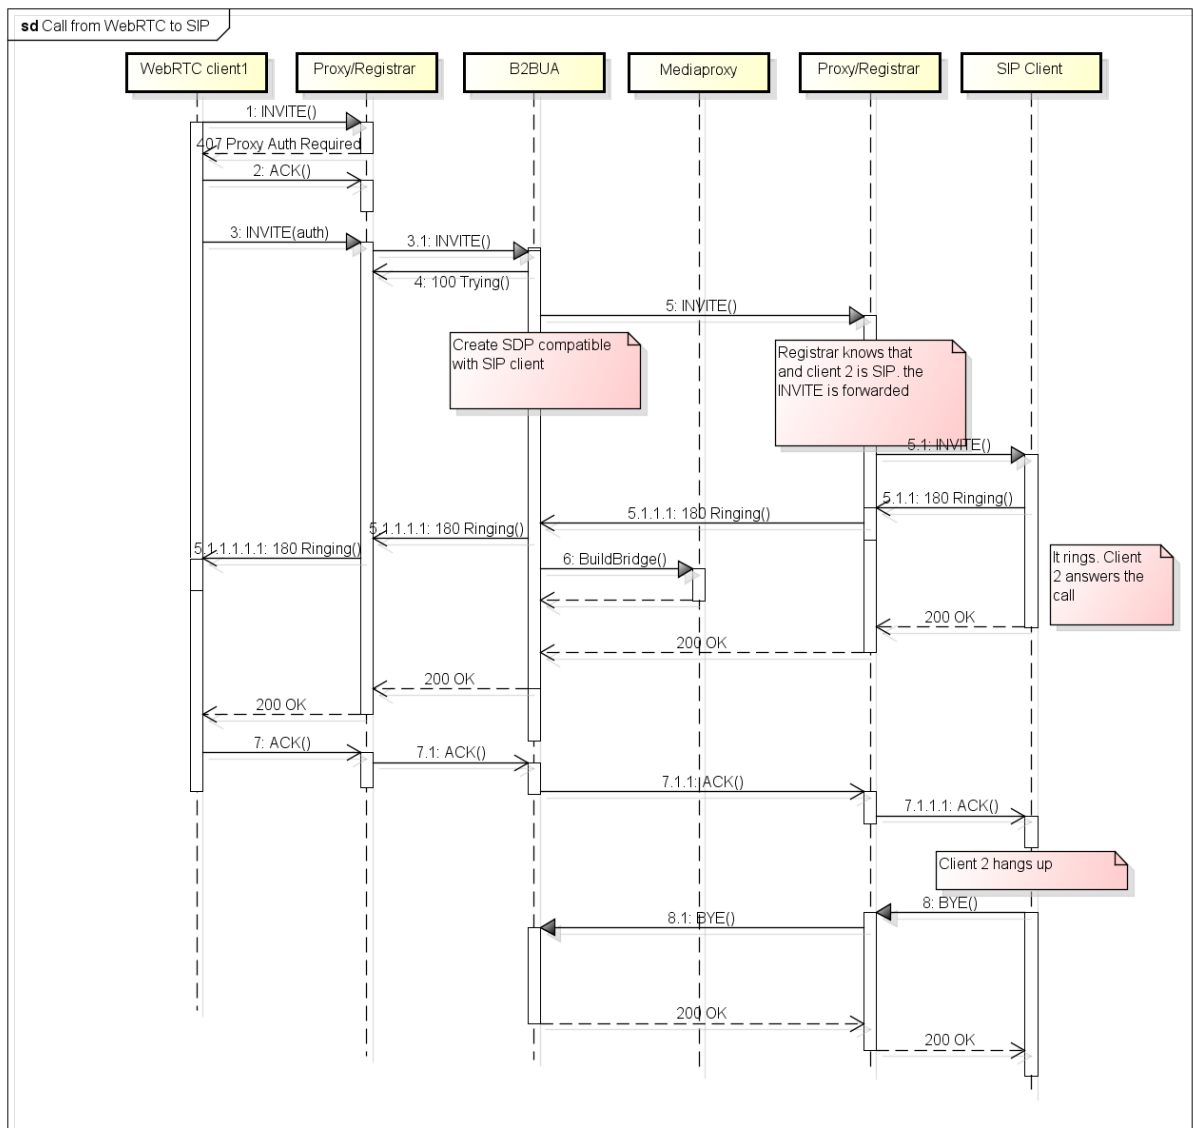 sd Call from WebRTC to SIP
WebRTC client1
Proxy/Registrar
B2BUA
Mediaproxy
Proxy/Registrar
SIP Client
1: INVITE()
407 Proxy Auth Required
2: ACK()
3: INVITE(auth)
3.1: INVITE()
4: 100 Trying()
5: INVITE()
Create SDP compatible
with SIP client
Registrar knows that
and client 2 is SIP. the
INVITE is forwarded
5.1: INVITE()
5.1.1: 180 Ringing()
5.1.1.1: 180 Ringing()
5.1.1.1.1: 180 Ringing()
5.1.1.1.1.1: 180 Ringing()
6: BuildBridge()
It rings. Client
2 answers the
call
200 OK
200 OK
200 OK
200 OK
7: ACK()
7.1: ACK()
7.1.1: ACK()
7.1.1.1: ACK()
Client 2 hangs up
8: BYE()
8.1: BYE()
200 OK
200 OK